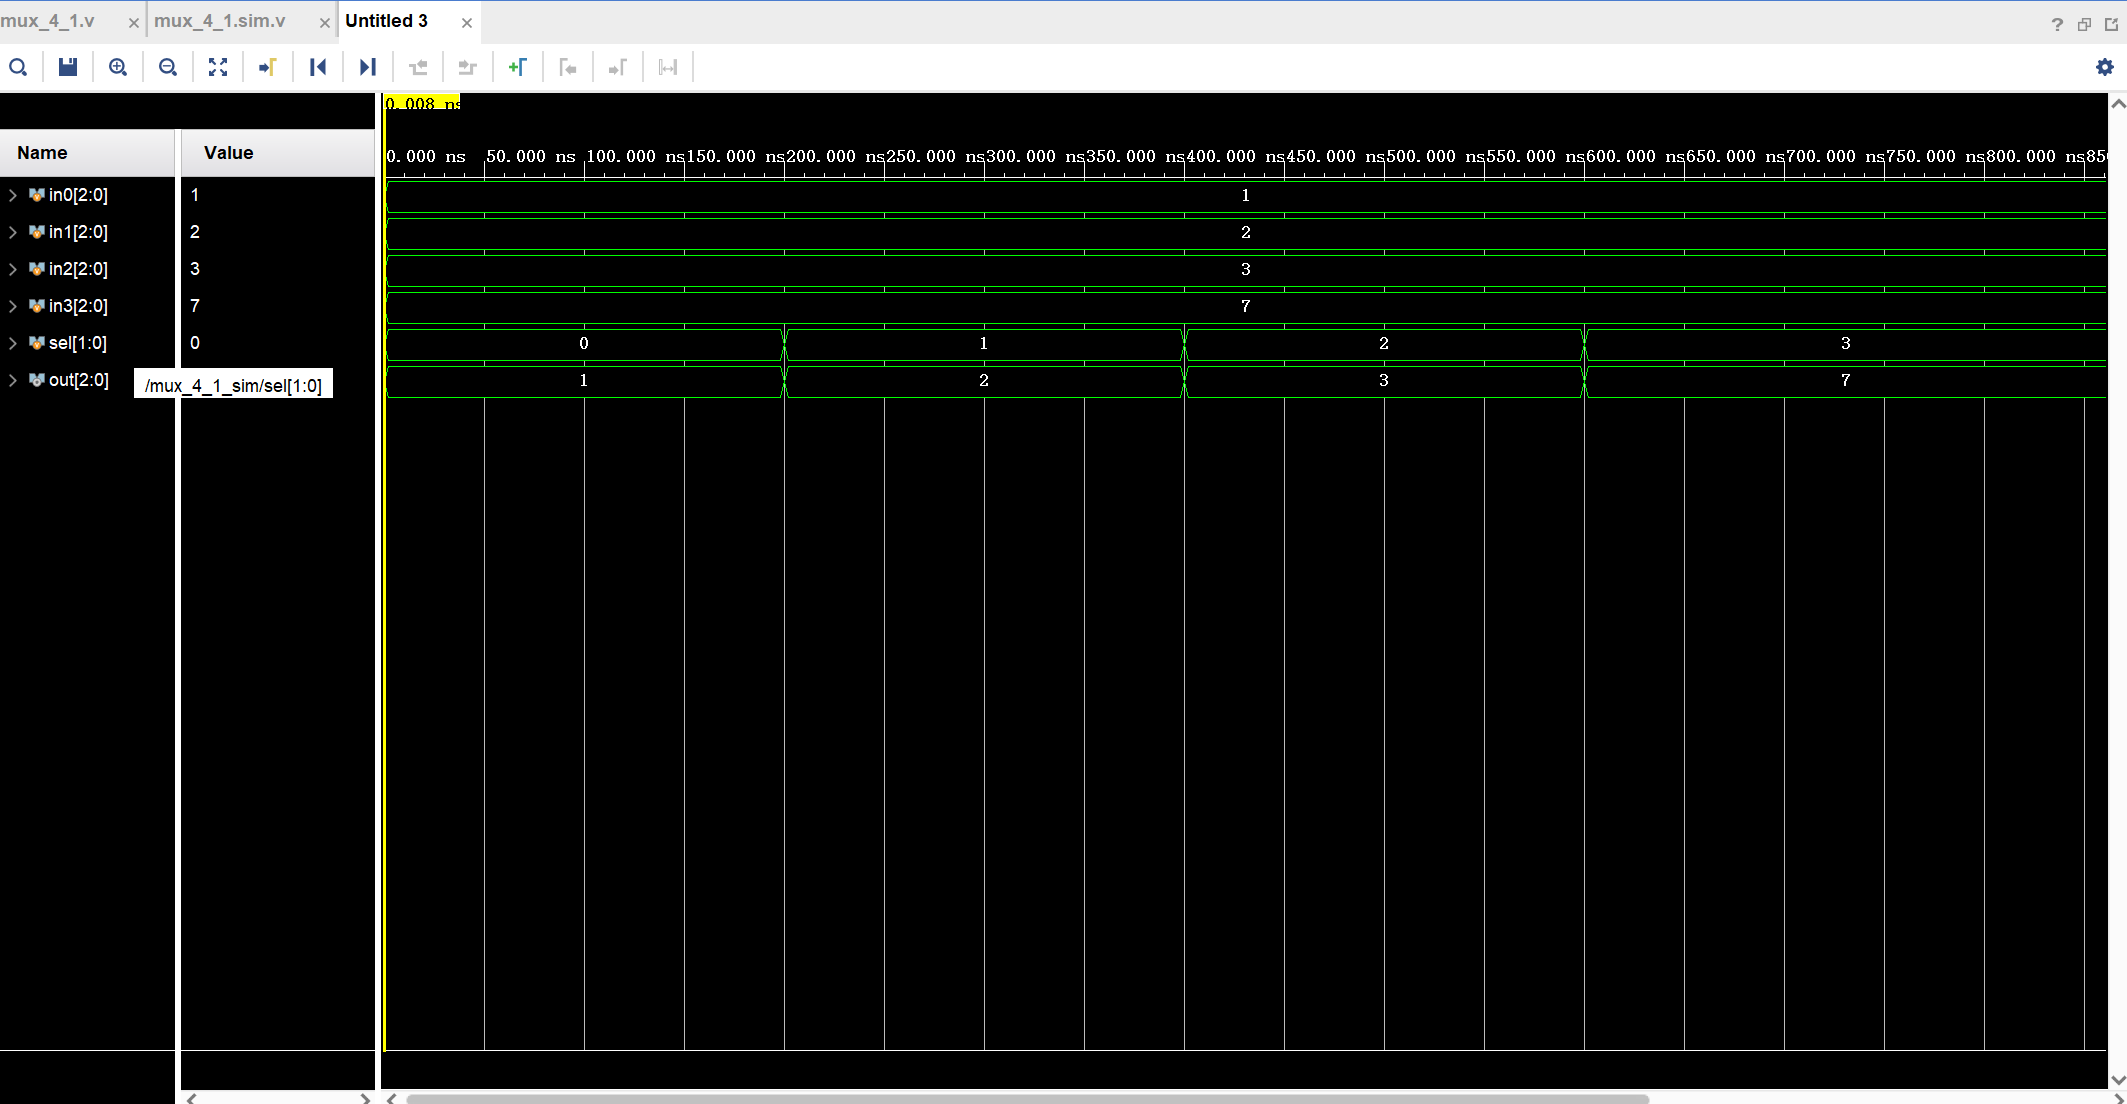 mux_4_1.v × mux_4_1.sim.v × Untitled 3 ×
?
0.008 ns
Name Value
0.000 ns 50.000 ns 100.000 ns 150.000 ns 200.000 ns 250.000 ns 300.000 ns 350.000 ns 400.000 ns 450.000 ns 500.000 ns 550.000 ns 600.000 ns 650.000 ns 700.000 ns 750.000 ns 800.000 ns 850
in0[2:0] 1 1
in1[2:0] 2 2
in2[2:0] 3 3
in3[2:0] 7 7
sel[1:0] 0 0 1 2 3
out[2:0] 1 2 3 7
/mux_4_1_sim/sel[1:0]